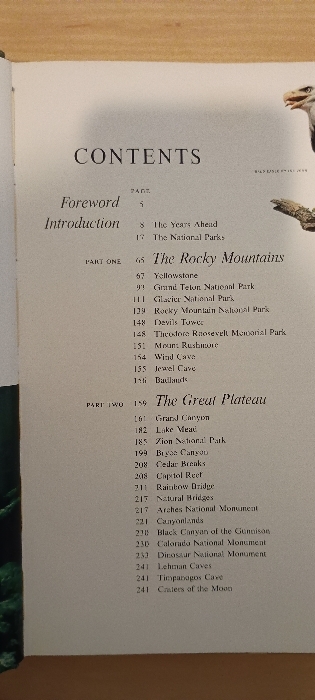 CONTENTS
PAGE
Foreword 5
Introduction 8 The Years Ahead
17 The National Parks
PART ONE 65 The Rocky Mountains
67 Yellowstone
93 Grand Teton National Park
111 Glacier National Park
139 Rocky Mountain National Park
148 Devils Tower
148 Theodore Roosevelt Memorial Park
151 Mount Rushmore
154 Wind Cave
155 Jewel Cave
156 Badlands
PART TWO 159 The Great Plateau
161 Grand Canyon
182 Lake Mead
185 Zion National Park
199 Bryce Canyon
208 Cedar Breaks
208 Capitol Reef
211 Rainbow Bridge
217 Natural Bridges
217 Arches National Monument
221 Canyonlands
230 Black Canyon of the Gunnison
230 Colorado National Monument
233 Dinosaur National Monument
241 Lehman Caves
241 Timpanogos Cave
241 Craters of the Moon